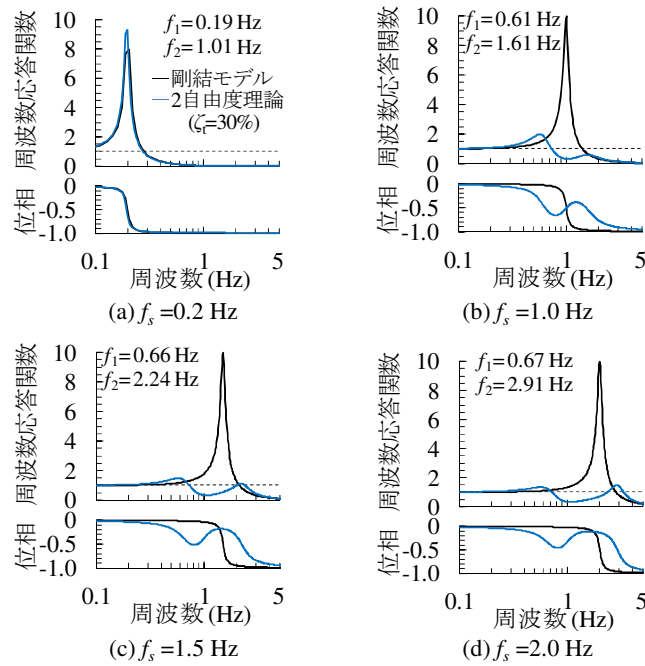 周波数応答関数
10
8
6
4
2
0
f₁=0.19 Hz
f₂=1.01 Hz
—剛結モデル
—2自由度理論
(ζₜ=30%)
位相
0
-0.5
-1.0
0.1
1
5
周波数(Hz)
(a) fₛ =0.2 Hz
周波数応答関数
10
8
6
4
2
0
f₁=0.61 Hz
f₂=1.61 Hz
位相
0
-0.5
-1.0
0.1
1
5
周波数(Hz)
(b) fₛ =1.0 Hz
周波数応答関数
10
8
6
4
2
0
f₁=0.66 Hz
f₂=2.24 Hz
位相
0
-0.5
-1.0
0.1
1
5
周波数(Hz)
(c) fₛ =1.5 Hz
周波数応答関数
10
8
6
4
2
0
f₁=0.67 Hz
f₂=2.91 Hz
位相
0
-0.5
-1.0
0.1
1
5
周波数(Hz)
(d) fₛ =2.0 Hz